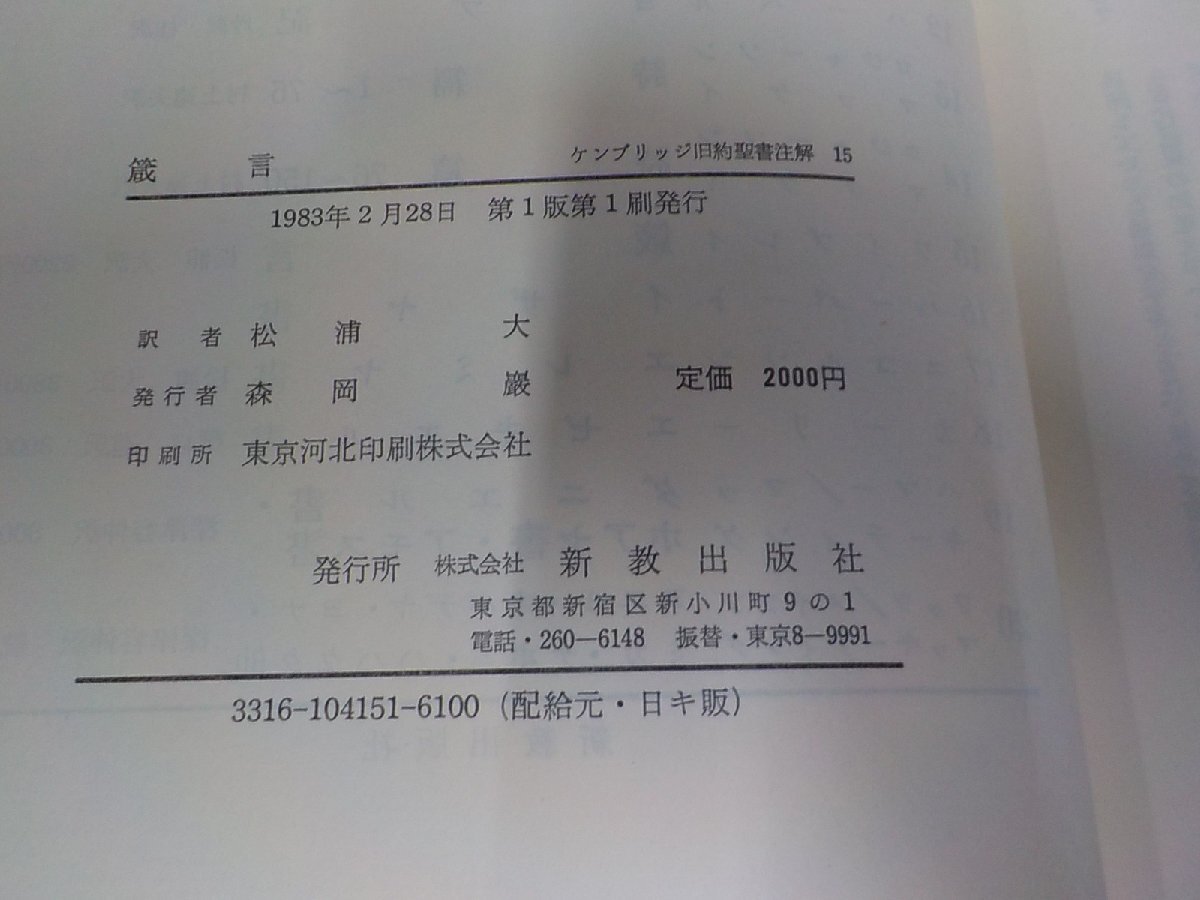 箴言 ケンブリッジ旧約聖書注解 15
1983年2月28日 第1版第1刷発行
訳者 松浦大
発行者 森岡巖
定価 2000円
印刷所 東京河北印刷株式会社
発行所 株式会社 新教出版社
東京都新宿区新小川町9の1
電話・260―6148 振替・東京8―9991
3316-104151-6100(配給元・日キ販)